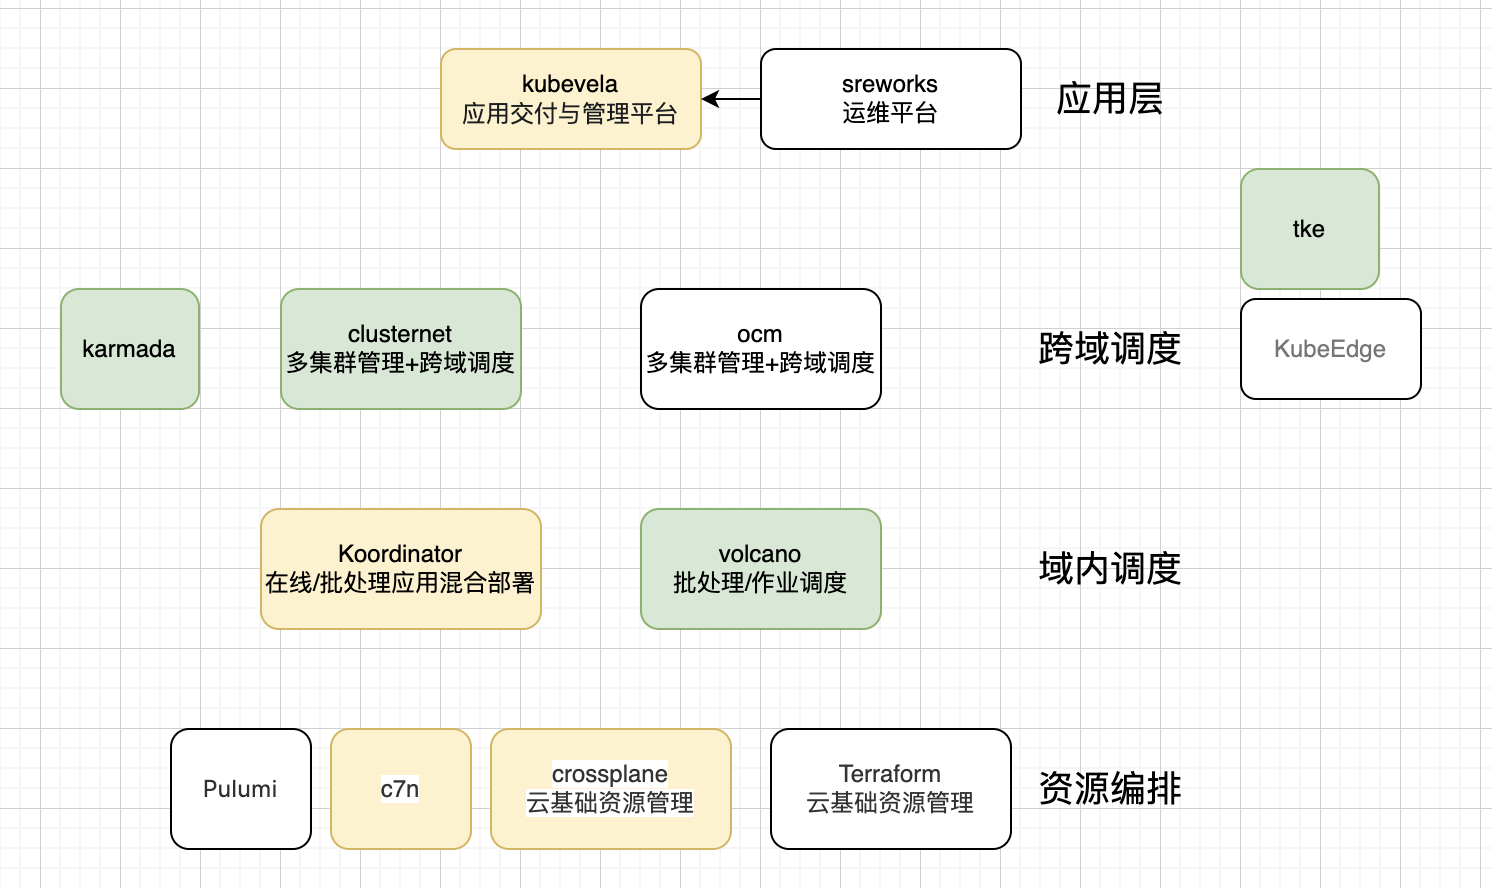 kubevela
应用交付与管理平台
sreworks
运维平台
应用层
tke
karmada
clusternet
多集群管理+跨域调度
ocm
多集群管理+跨域调度
跨域调度
KubeEdge
Koordinator
在线/批处理应用混合部署
volcano
批处理/作业调度
域内调度
Pulumi
c7n
crossplane
云基础资源管理
Terraform
云基础资源管理
资源编排